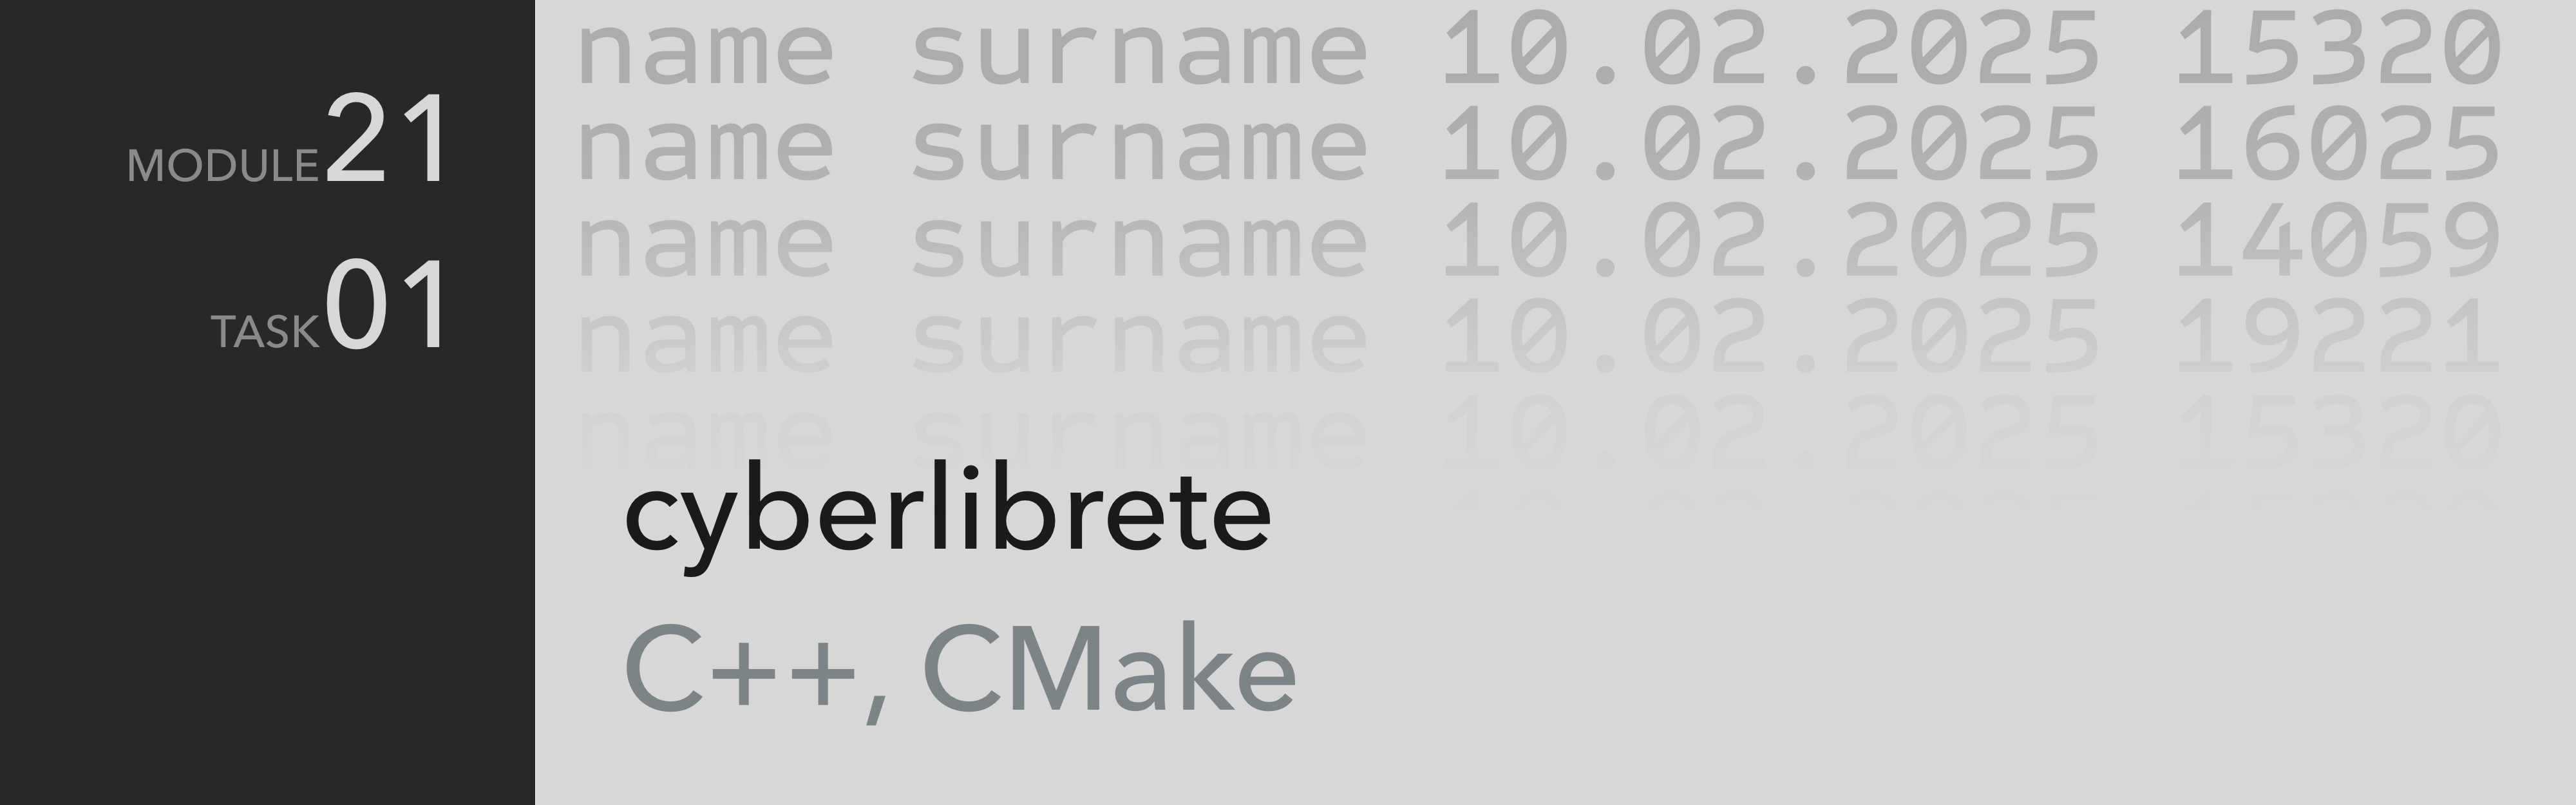 MODULE21
TASK01
name surname 10.02.2025 15320
name surname 10.02.2025 16025
name surname 10.02.2025 14059
name surname 10.02.2025 19221
name surname 10.02.2025 15320
cyberlibrete
C++, CMake